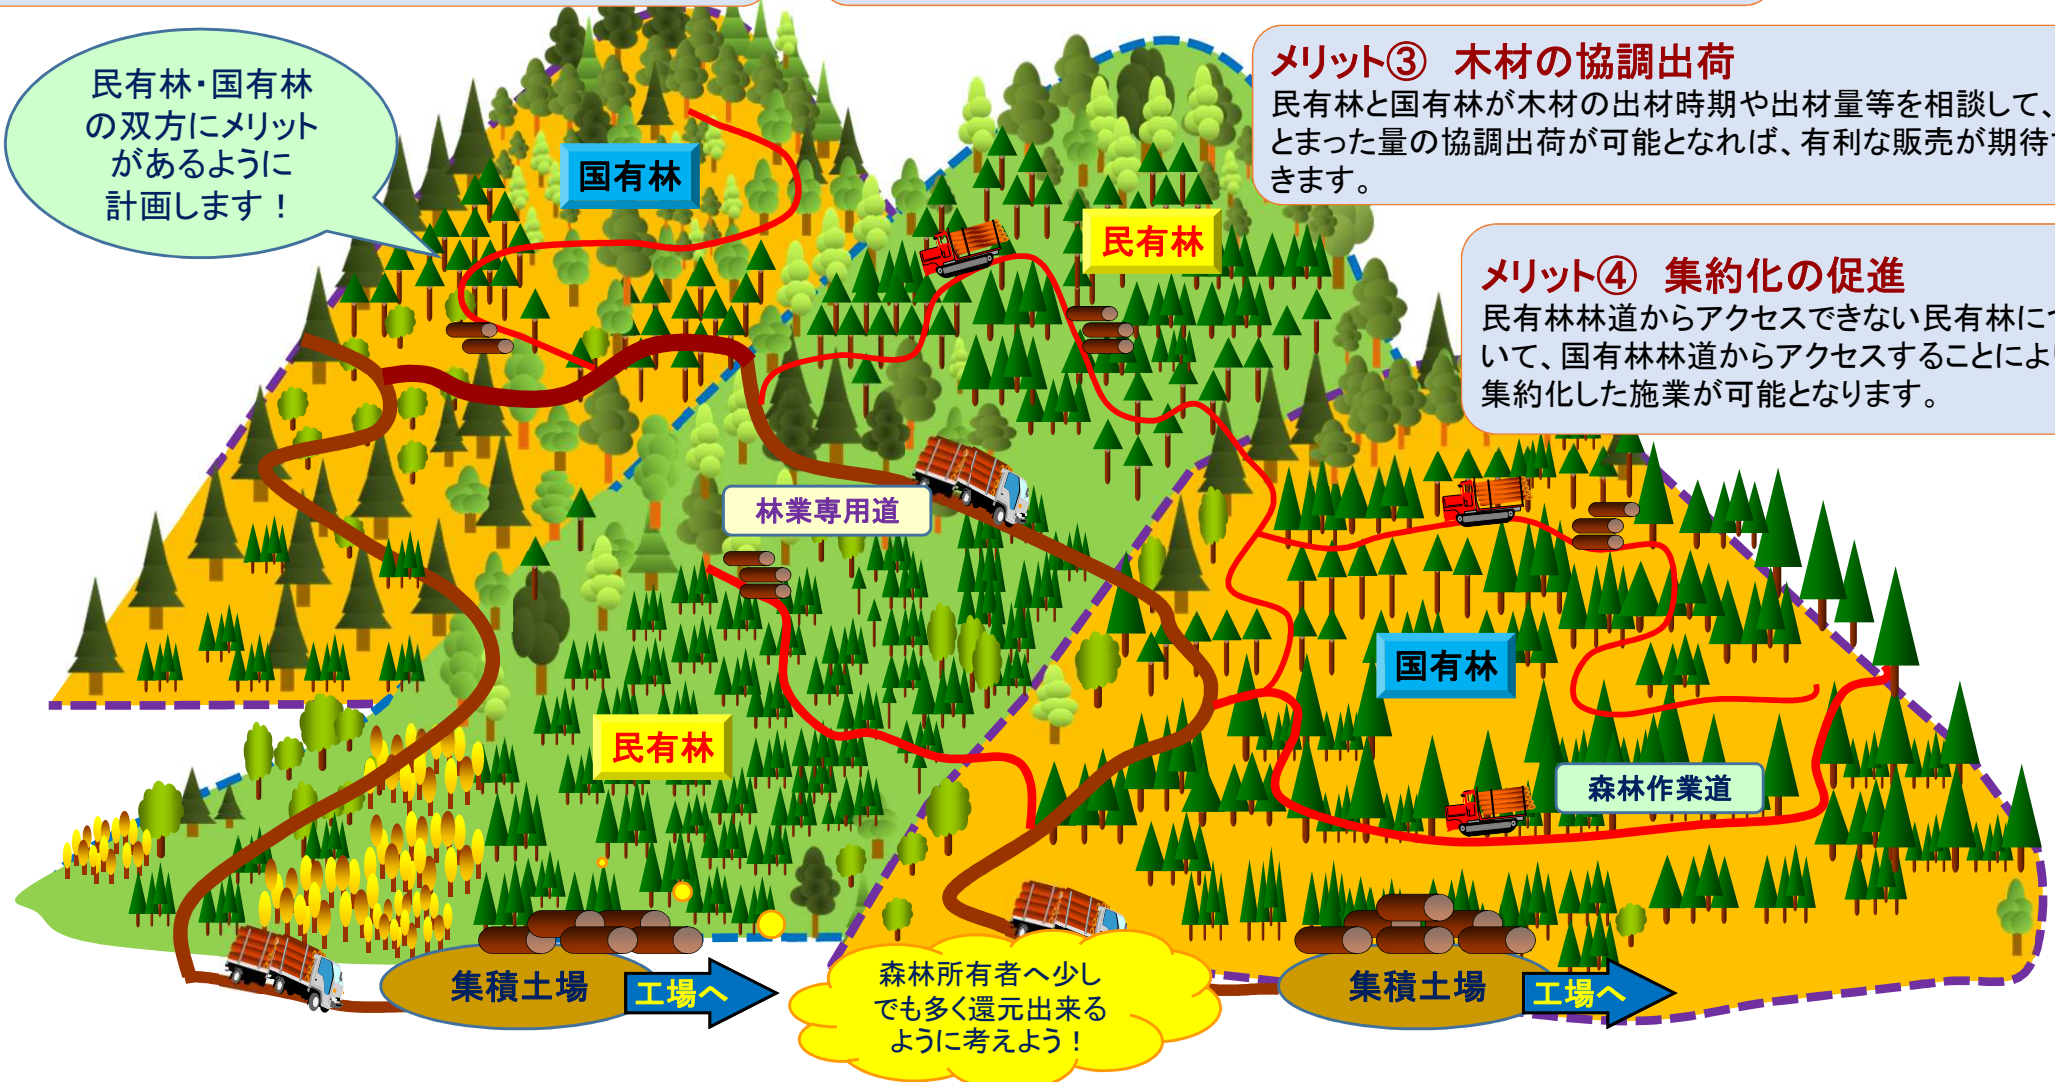 民有林・国有林
の双方にメリット
があるように
計画します！
メリット③　木材の協調出荷
民有林と国有林が木材の出材時期や出材量等を相談して、
とまった量の協調出荷が可能となれば、有利な販売が期待で
きます。
国有林
民有林
メリット④　集約化の促進
民有林林道からアクセスできない民有林につ
いて、国有林林道からアクセスすることにより
集約化した施業が可能となります。
林業専用道
国有林
民有林
森林作業道
集積土場
工場へ
森林所有者へ少し
でも多く還元出来る
ように考えよう！
集積土場
工場へ